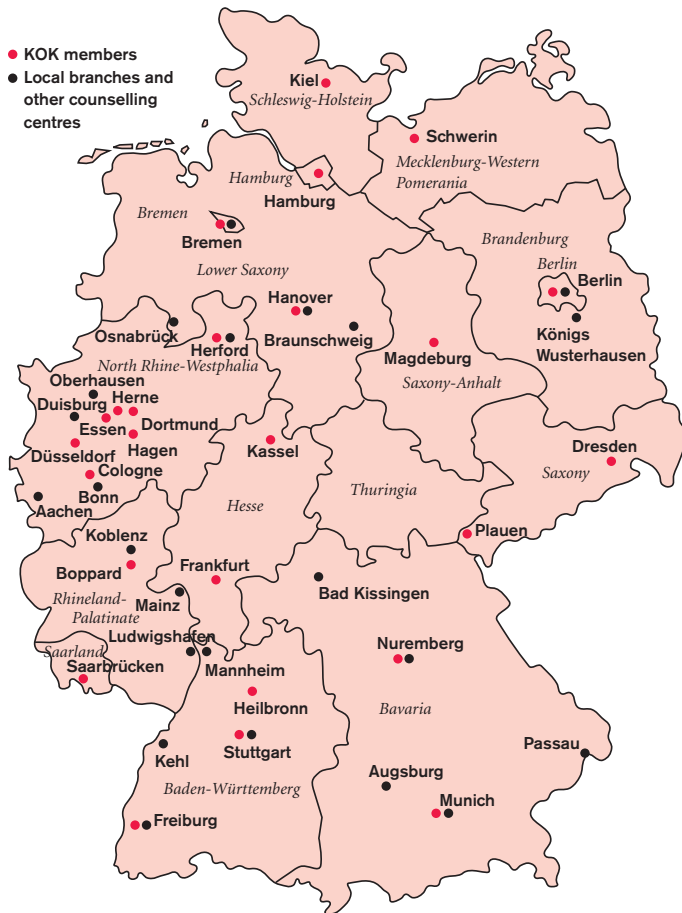 KOK members
Local branches and
other counselling
centres
Kiel
Schleswig-Holstein
Schwerin
Mecklenburg-Western
Pomerania
Hamburg
Hamburg
Bremen
Bremen
Lower Saxony
Brandenburg
Berlin
Berlin
Königs
Wusterhausen
Hanover
Braunschweig
Osnabrück
Herford
North Rhine-Westphalia
Magdeburg
Saxony-Anhalt
Oberhausen
Duisburg
Herne
Essen
Dortmund
Hagen
Düsseldorf
Cologne
Bonn
Aachen
Kassel
Hesse
Thuringia
Dresden
Saxony
Plauen
Koblenz
Boppard
Rhineland-
Palatinate
Mainz
Frankfurt
Bad Kissingen
Ludwigshafen
Saarland
Saarbrücken
Mannheim
Heilbronn
Nuremberg
Bavaria
Stuttgart
Kehl
Baden-Württemberg
Freiburg
Passau
Augsburg
Munich